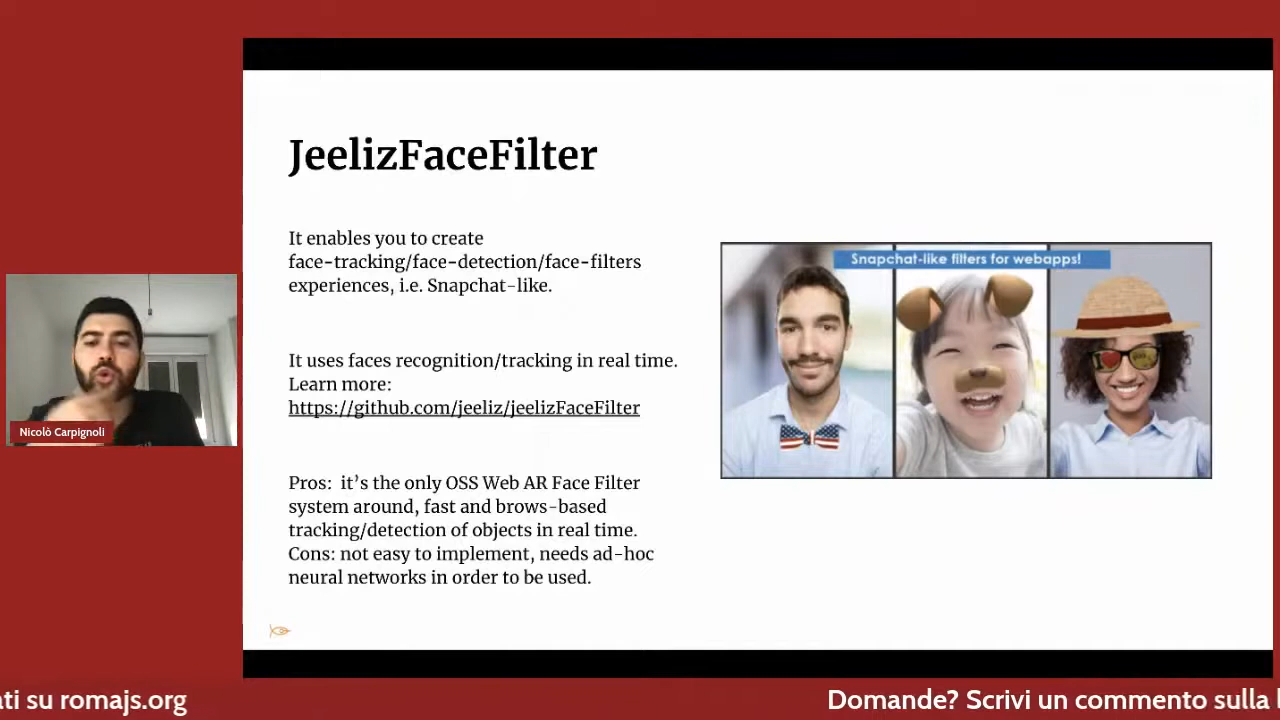 JeelizFaceFilter
It enables you to create
face-tracking/face-detection/face-filters
experiences, i.e. Snapchat-like.
It uses faces recognition/tracking in real time.
Learn more:
https://github.com/jeeliz/jeelizFaceFilter
Pros: it's the only OSS Web AR Face Filter
system around, fast and brows-based
tracking/detection of objects in real time.
Cons: not easy to implement, needs ad-hoc
neural networks in order to be used.
Snapchat-like filters for webapps!
Nicolò Carpignoli
ati su romajs.org
Domande? Scrivi un commento sulla